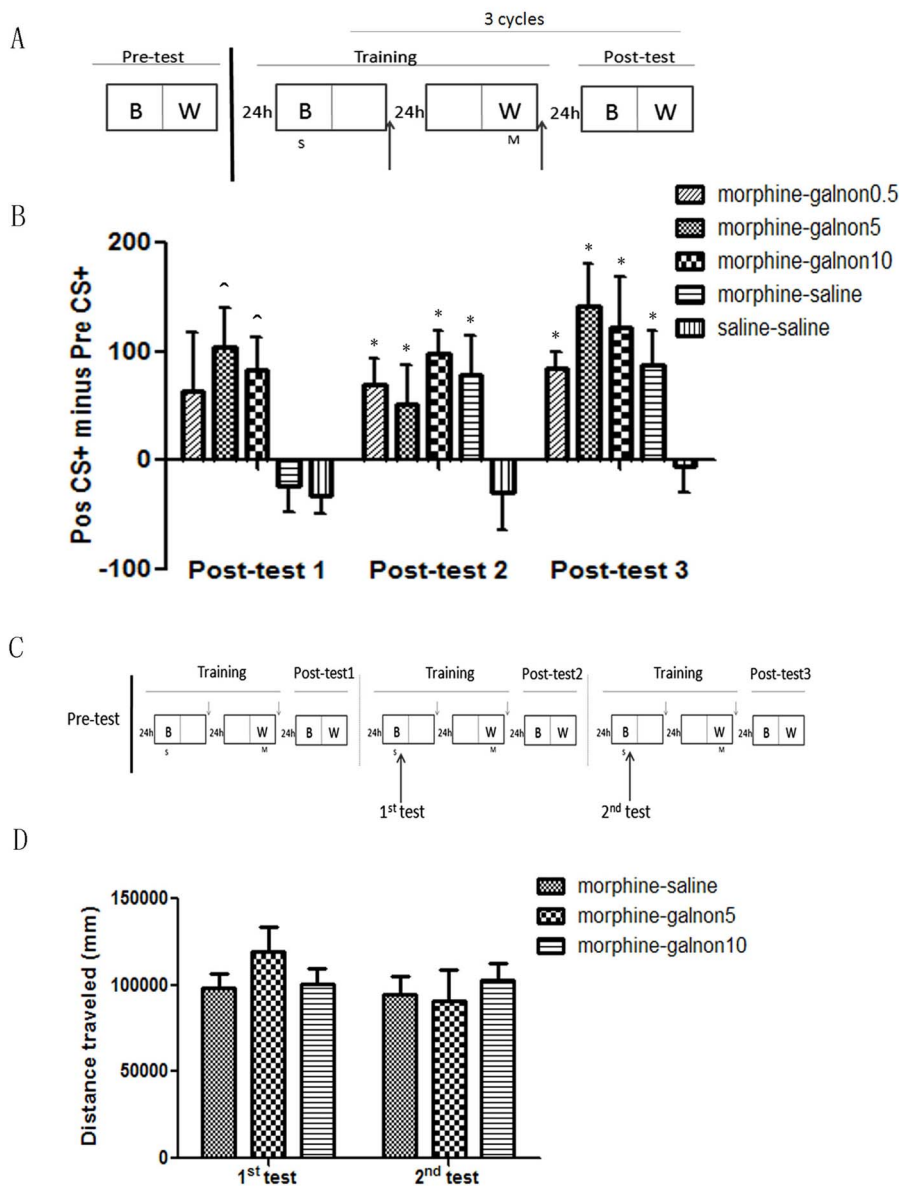 A
3 cycles
Pre-test
Training
Post-test
B W
24h B
24h W
24h B W
S
M
B
morphine-galnon0.5
morphine-galnon5
morphine-galnon10
morphine-saline
saline-saline
Pos CS+ minus Pre CS+
200
100
0
-100
^ ^
* * * *
* * * *
Post-test 1 Post-test 2 Post-test 3
C
Training Post-test1 Training Post-test2 Training Post-test3
Pre-test
24h B 24h W 24h B W 24h B 24h W 24h B W 24h B 24h W 24h B W
S M S M S M
1st test 2nd test
D
morphine-saline
morphine-galnon5
morphine-galnon10
Distance traveled (mm)
150000
100000
50000
0
1st test 2nd test